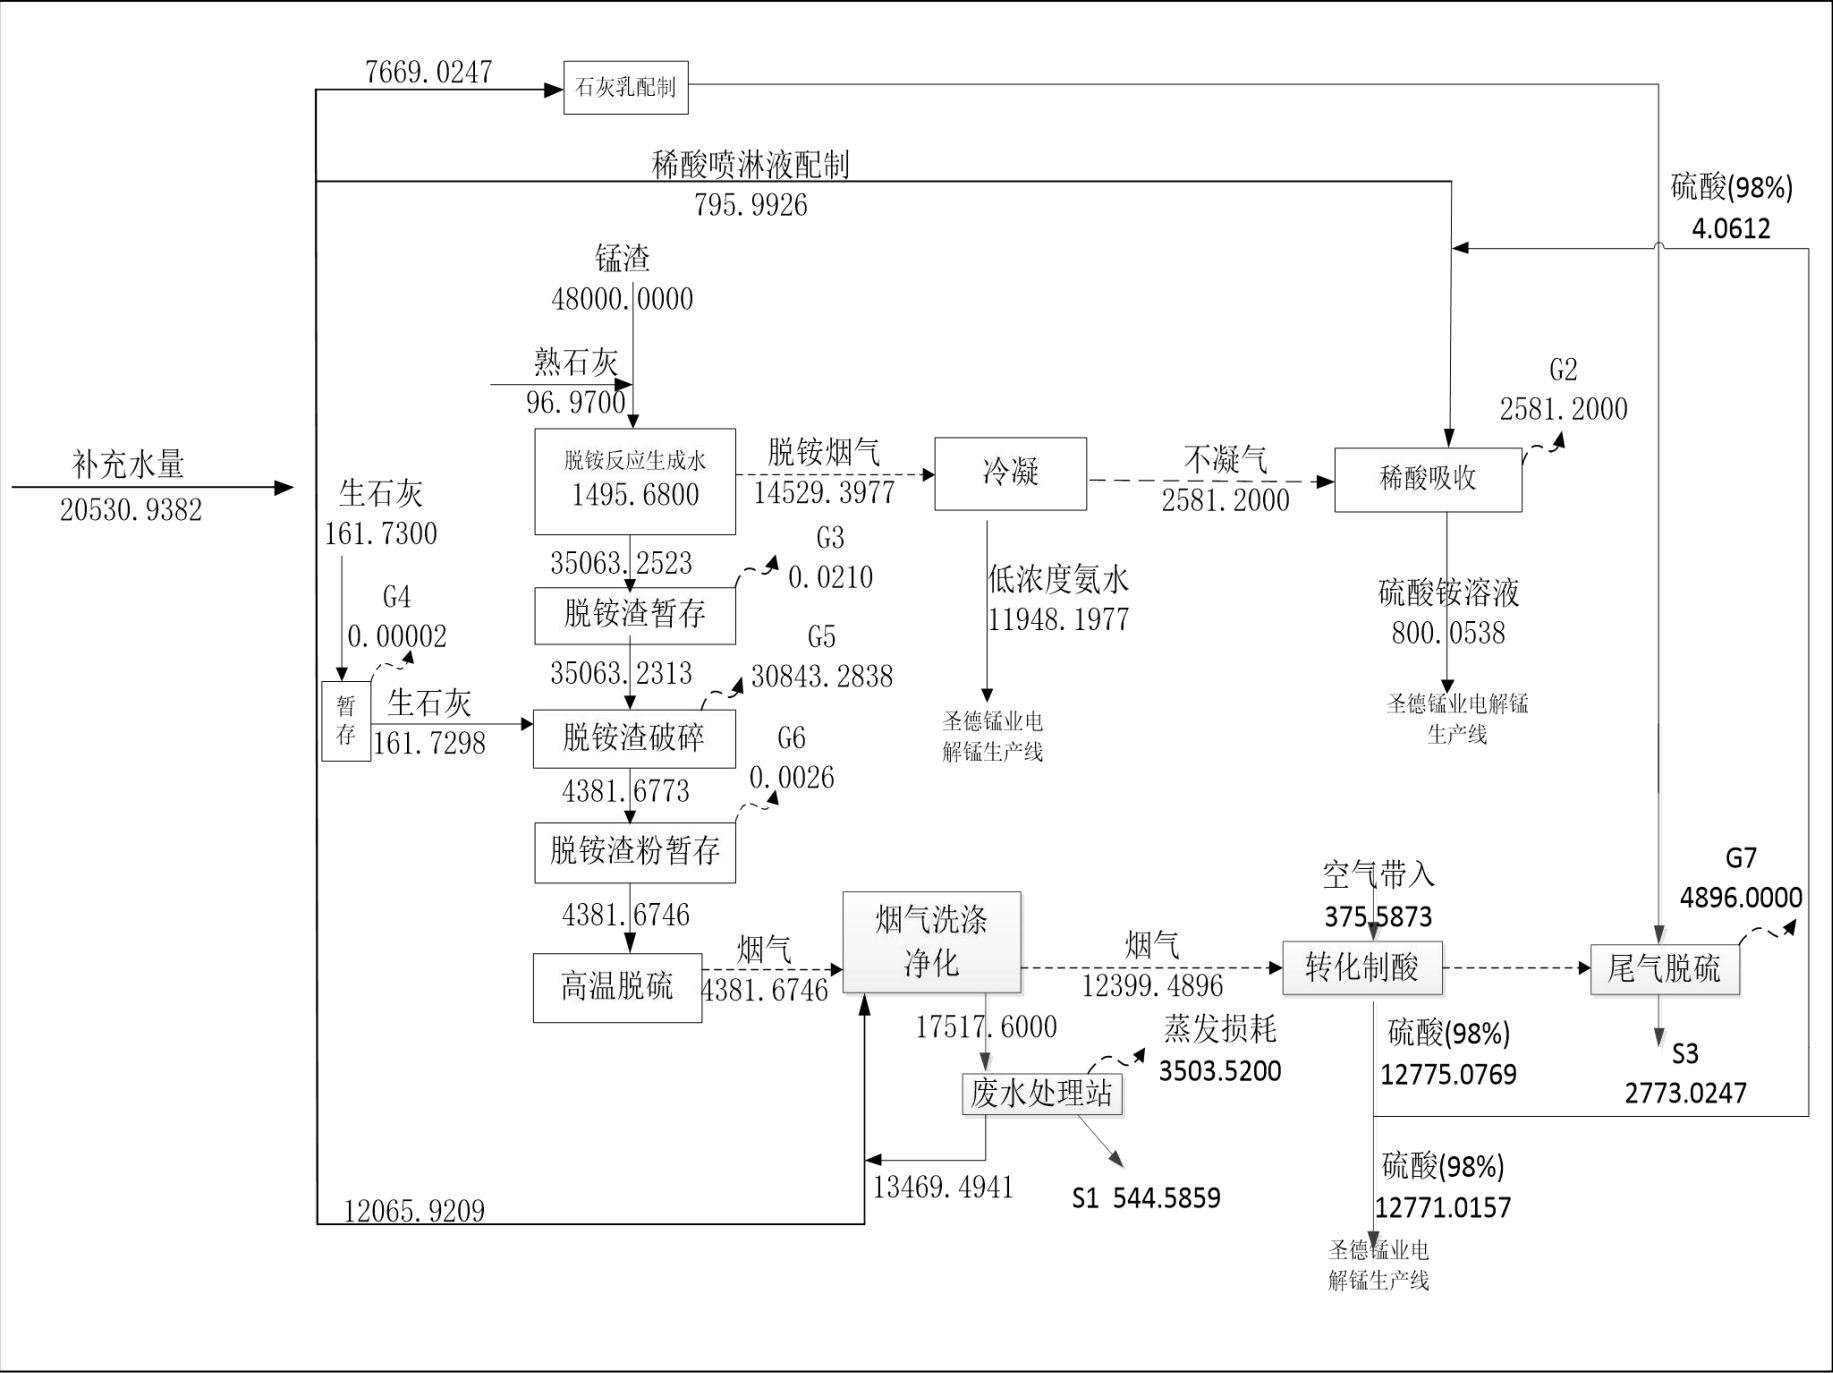 7669.0247
石灰乳配制
稀酸喷淋液配制
795.9926
硫酸(98%)
4.0612
锰渣
48000.0000
熟石灰
96.9700
G2
2581.2000
补充水量
20530.9382
脱铵反应生成水
1495.6800
脱铵烟气
14529.3977
冷凝
不凝气
2581.2000
稀酸吸收
生石灰
161.7300
35063.2523
G3
0.0210
G4
0.00002
脱铵渣暂存
低浓度氨水
11948.1977
硫酸铵溶液
800.0538
35063.2313
G5
30843.2838
暂
存
生石灰
161.7298
脱铵渣破碎
圣德锰业电
解锰生产线
圣德锰业电解锰
生产线
4381.6773
G6
0.0026
脱铵渣粉暂存
4381.6746
高温脱硫
烟气
4381.6746
烟气洗涤
净化
烟气
12399.4896
空气带入
375.5873
转化制酸
G7
4896.0000
尾气脱硫
17517.6000
蒸发损耗
3503.5200
硫酸(98%)
12775.0769
S3
2773.0247
废水处理站
13469.4941
S1 544.5859
硫酸(98%)
12771.0157
12065.9209
圣德锰业电
解锰生产线